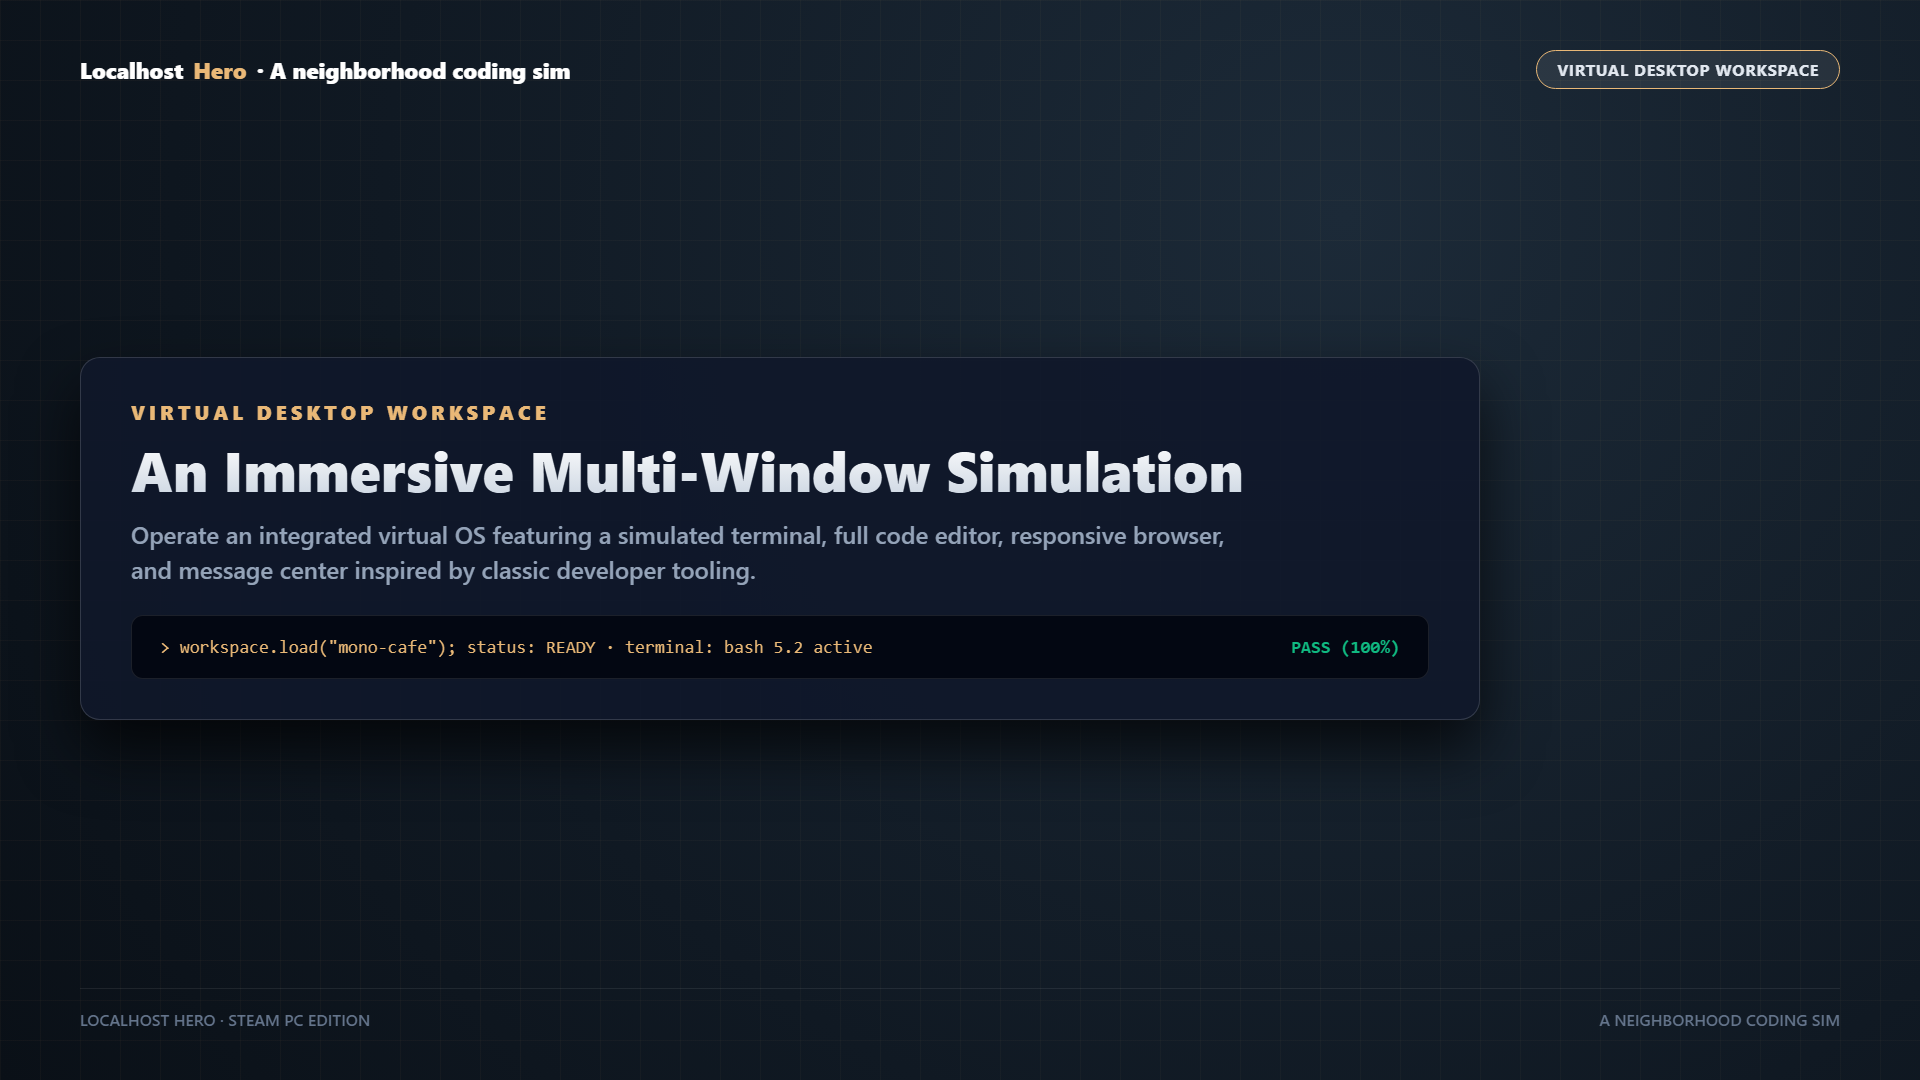 Localhost Hero · A neighborhood coding sim
VIRTUAL DESKTOP WORKSPACE
VIRTUAL DESKTOP WORKSPACE
An Immersive Multi-Window Simulation
Operate an integrated virtual OS featuring a simulated terminal, full code editor, responsive browser,
and message center inspired by classic developer tooling.
> workspace.load("mono-cafe"); status: READY · terminal: bash 5.2 active
PASS (100%)
LOCALHOST HERO · STEAM PC EDITION
A NEIGHBORHOOD CODING SIM